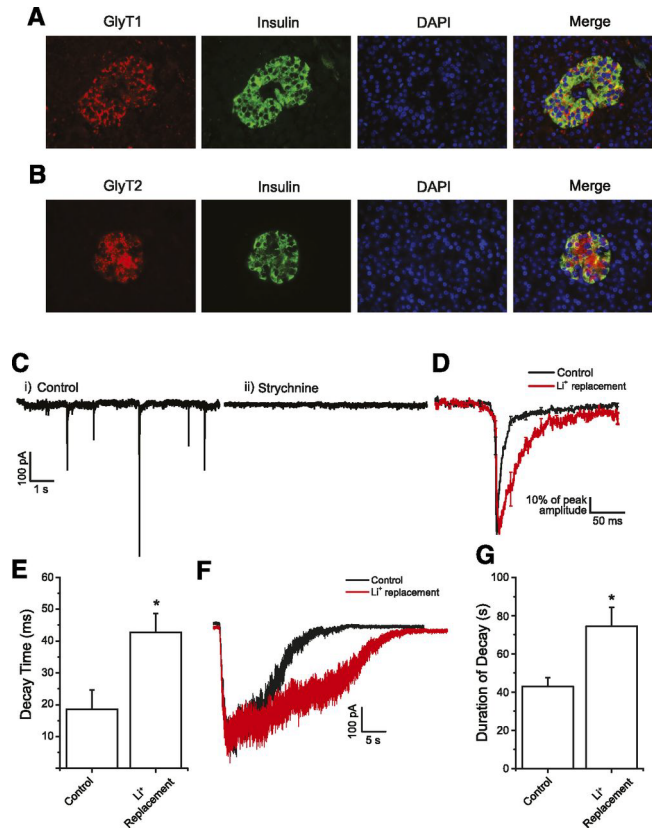 A
GlyT1 Insulin DAPI Merge
B
GlyT2 Insulin DAPI Merge
C
i) Control ii) Strychnine
100 pA
1 s
D
Control
Li⁺ replacement
10% of peak
amplitude
50 ms
E
Decay Time (ms)
60
50
40
30
20
10
*
Control
Li⁺
Replacement
F
Control
Li⁺ replacement
100 pA
5 s
G
Duration of Decay (s)
100
80
60
40
20
0
*
Control
Li⁺
Replacement